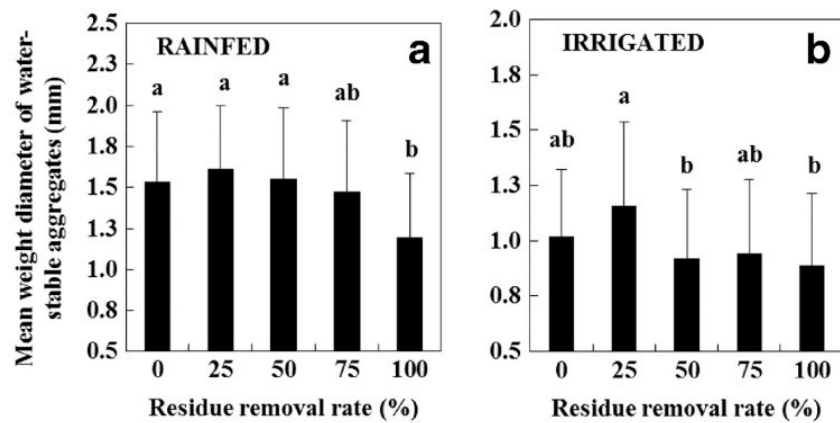 Mean weight diameter of water-
stable aggregates (mm)
RAINFED
a
2.5
2.3
2.0
1.8
1.5
1.3
1.0
0.8
0.5
a
a
a
ab
b
0
25
50
75
100
Residue removal rate (%)
IRRIGATED
b
2.0
1.8
1.5
1.3
1.0
0.8
0.5
ab
a
b
ab
b
0
25
50
75
100
Residue removal rate (%)